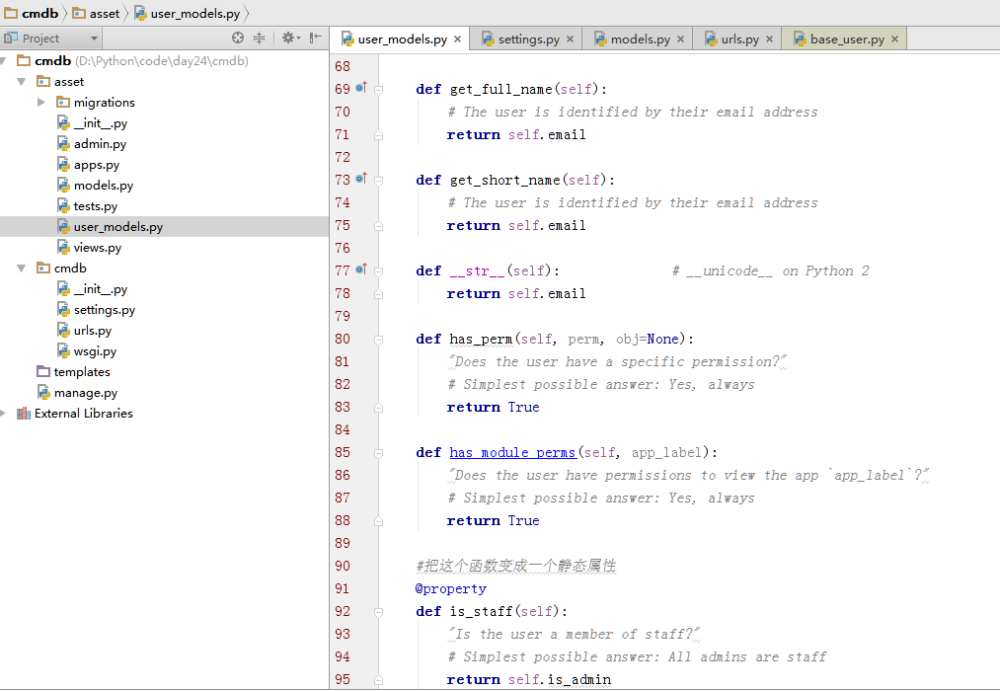 cmdb asset user_models.py
Project
user_models.py settings.py models.py urls.py base_user.py
cmdb (D:\Python\code\day24\cmdb)
asset
migrations
__init__.py
admin.py
apps.py
models.py
tests.py
user_models.py
views.py
cmdb
__init__.py
settings.py
urls.py
wsgi.py
templates
manage.py
External Libraries
68
69 def get_full_name(self):
70 # The user is identified by their email address
71 return self.email
72
73 def get_short_name(self):
74 # The user is identified by their email address
75 return self.email
76
77 def __str__(self): # __unicode__ on Python 2
78 return self.email
79
80 def has_perm(self, perm, obj=None):
81 "Does the user have a specific permission?"
82 # Simplest possible answer: Yes, always
83 return True
84
85 def has_module_perms(self, app_label):
86 "Does the user have permissions to view the app `app_label`?"
87 # Simplest possible answer: Yes, always
88 return True
89
90 #把这个函数变成一个静态属性
91 @property
92 def is_staff(self):
93 "Is the user a member of staff?"
94 # Simplest possible answer: All admins are staff
95 return self.is_admin